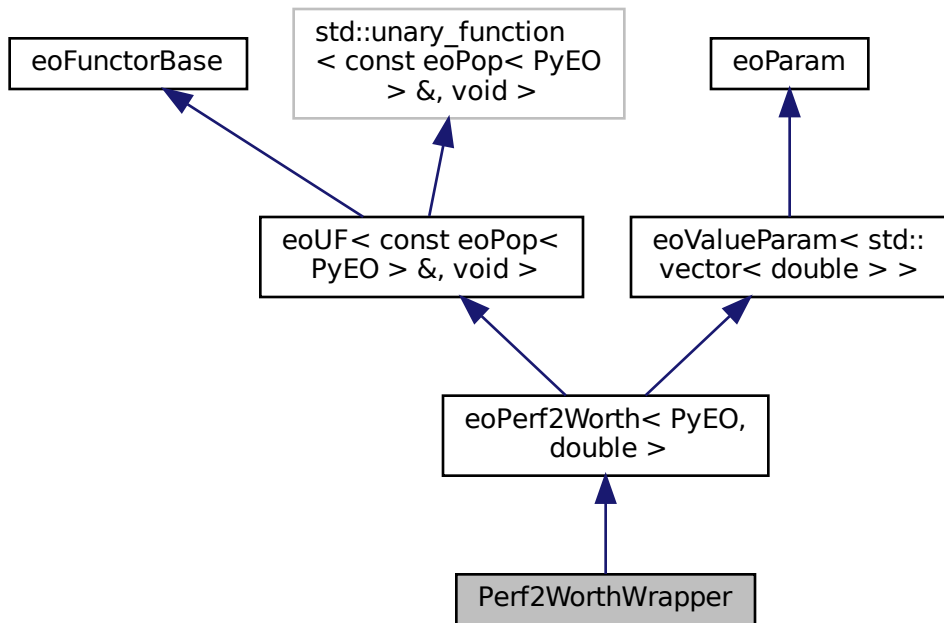 eoFunctorBase
std::unary_function
< const eoPop< PyEO
> &, void >
eoParam
eoUF< const eoPop<
PyEO > &, void >
eoValueParam< std::
vector< double > >
eoPerf2Worth< PyEO,
double >
Perf2WorthWrapper